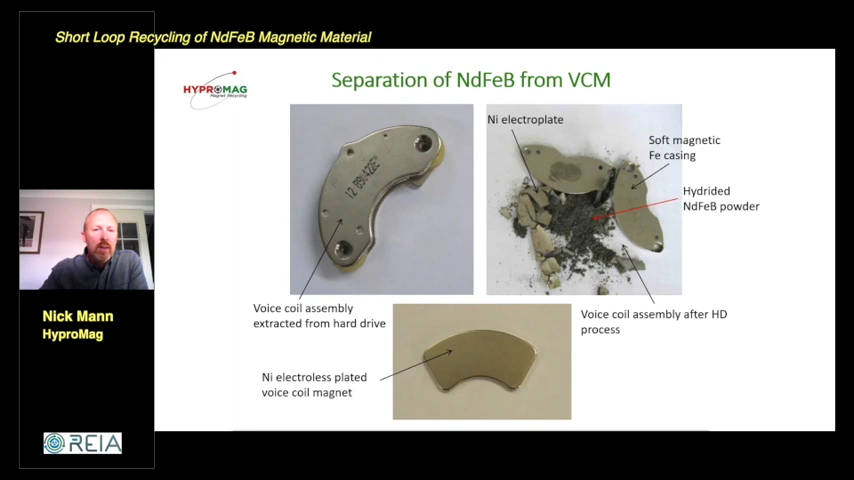 Short Loop Recycling of NdFeB Magnetic Material
HYPROMAG
Magnet Recycling
Separation of NdFeB from VCM
Ni electroplate
Soft magnetic
Fe casing
Hydrided
NdFeB powder
Voice coil assembly
extracted from hard drive
Voice coil assembly after HD
process
Ni electroless plated
voice coil magnet
Nick Mann
HyproMag
REIA